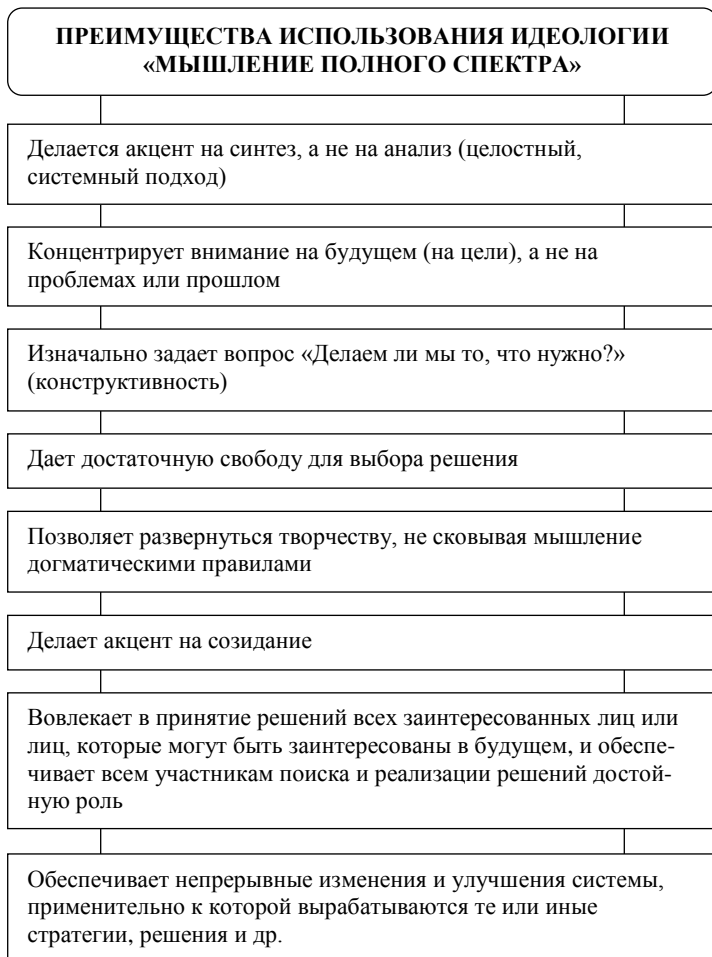 ПРЕИМУЩЕСТВА ИСПОЛЬЗОВАНИЯ ИДЕОЛОГИИ
«МЫШЛЕНИЕ ПОЛНОГО СПЕКТРА»
Делается акцент на синтез, а не на анализ (целостный,
системный подход)
Концентрирует внимание на будущем (на цели), а не на
проблемах или прошлом
Изначально задает вопрос «Делаем ли мы то, что нужно?»
(конструктивность)
Дает достаточную свободу для выбора решения
Позволяет развернуться творчеству, не сковывая мышление
догматическими правилами
Делает акцент на созидание
Вовлекает в принятие решений всех заинтересованных лиц или
лиц, которые могут быть заинтересованы в будущем, и обеспе-
чивает всем участникам поиска и реализации решений достой-
ную роль
Обеспечивает непрерывные изменения и улучшения системы,
применительно к которой вырабатываются те или иные
стратегии, решения и др.